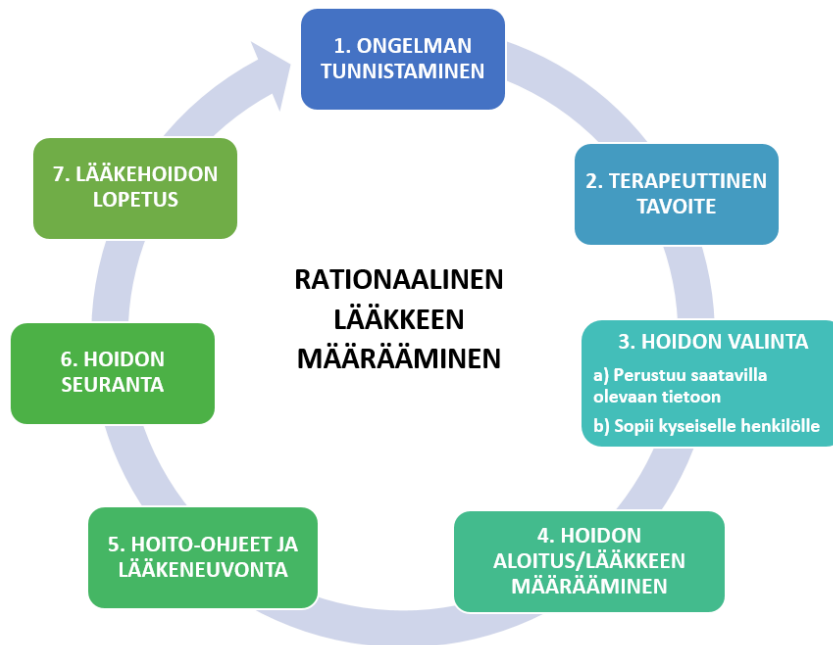 1. ONGELMAN
TUNNISTAMINEN
2. TERAPEUTTINEN
TAVOITE
3. HOIDON VALINTA
a) Perustuu saatavilla
olevaan tietoon
b) Sopii kyseiselle henkilölle
4. HOIDON
ALOITUS/LÄÄKKEEN
MÄÄRÄÄMINEN
5. HOITO-OHJEET JA
LÄÄKENEUVONTA
6. HOIDON
SEURANTA
7. LÄÄKEHOIDON
LOPETUS
RATIONAALINEN
LÄÄKKEEN
MÄÄRÄÄMINEN